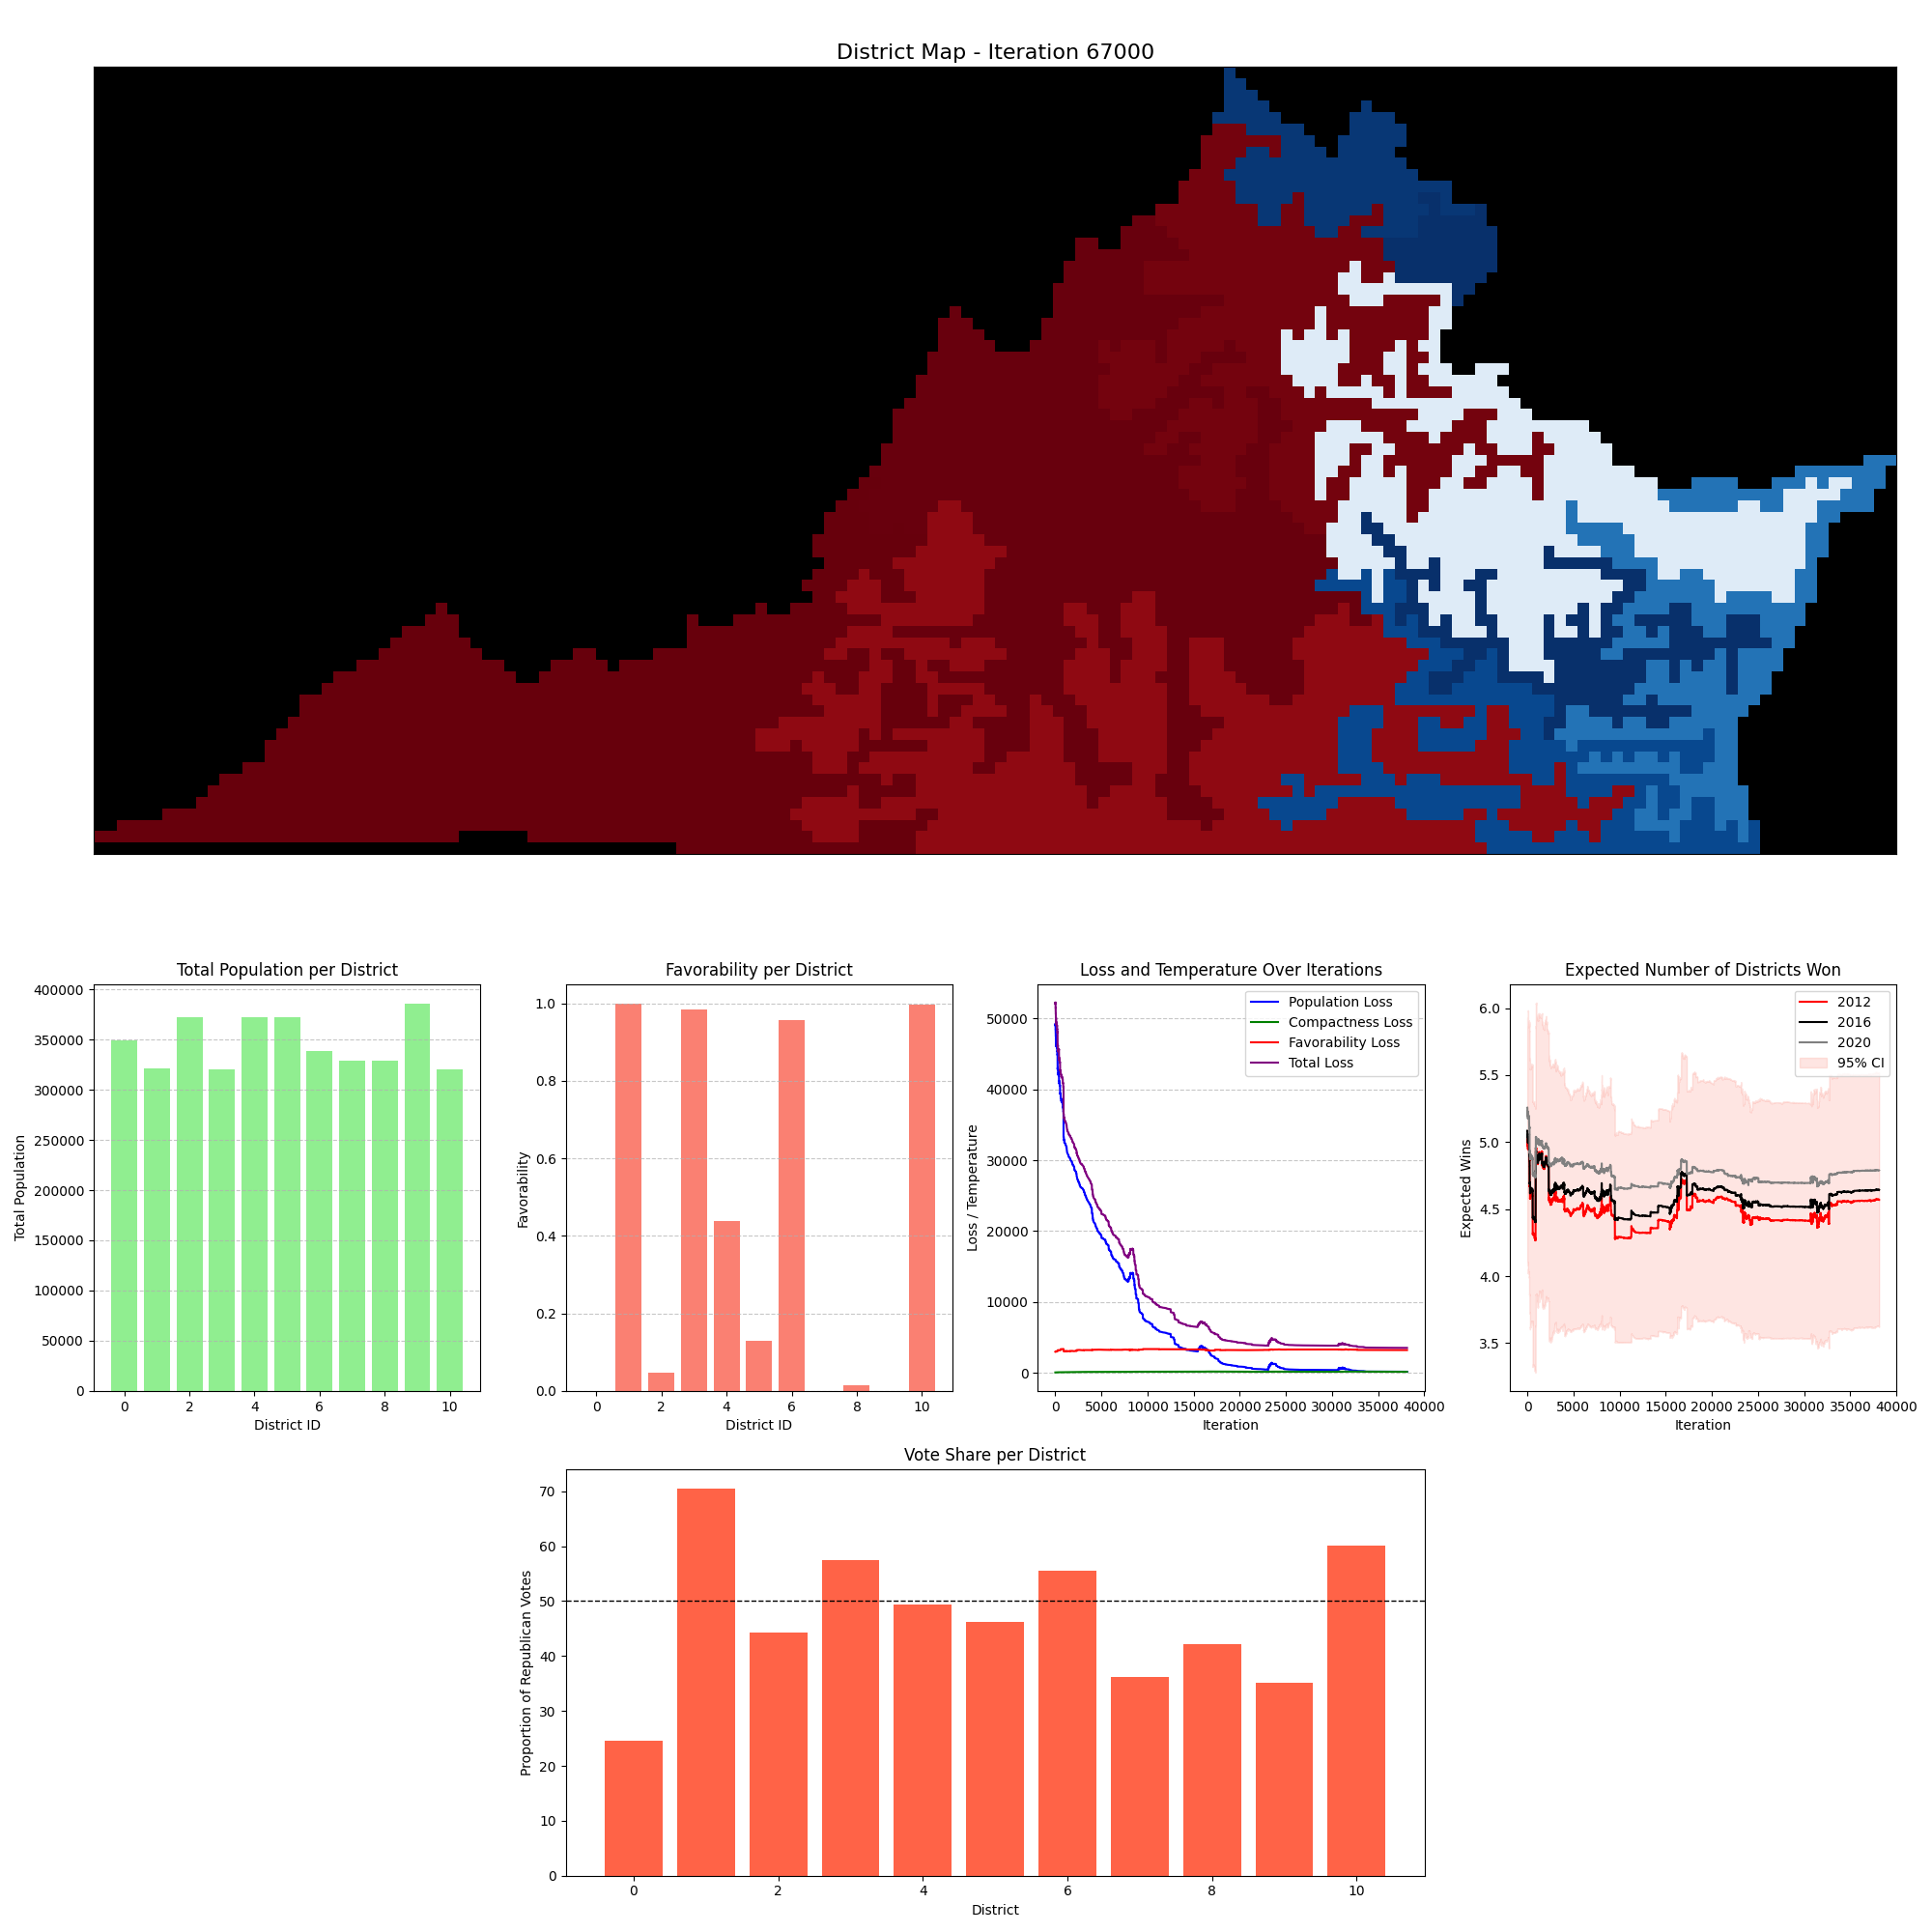 District Map - Iteration 67000
Total Population per District
Total Population
400000
350000
300000
250000
200000
150000
100000
50000
0
0 2 4 6 8 10
District ID
Favorability per District
Favorability
1.0
0.8
0.6
0.4
0.2
0.0
0 2 4 6 8 10
District ID
Loss and Temperature Over Iterations
Loss / Temperature
50000
40000
30000
20000
10000
0
Population Loss
Compactness Loss
Favorability Loss
Total Loss
0 5000 10000 15000 20000 25000 30000 35000 40000
Iteration
Expected Number of Districts Won
Expected Wins
6.0
5.5
5.0
4.5
4.0
3.5
2012
2016
2020
95% CI
0 5000 10000 15000 20000 25000 30000 35000 40000
Iteration
Vote Share per District
Proportion of Republican Votes
70
60
50
40
30
20
10
0
0 2 4 6 8 10
District